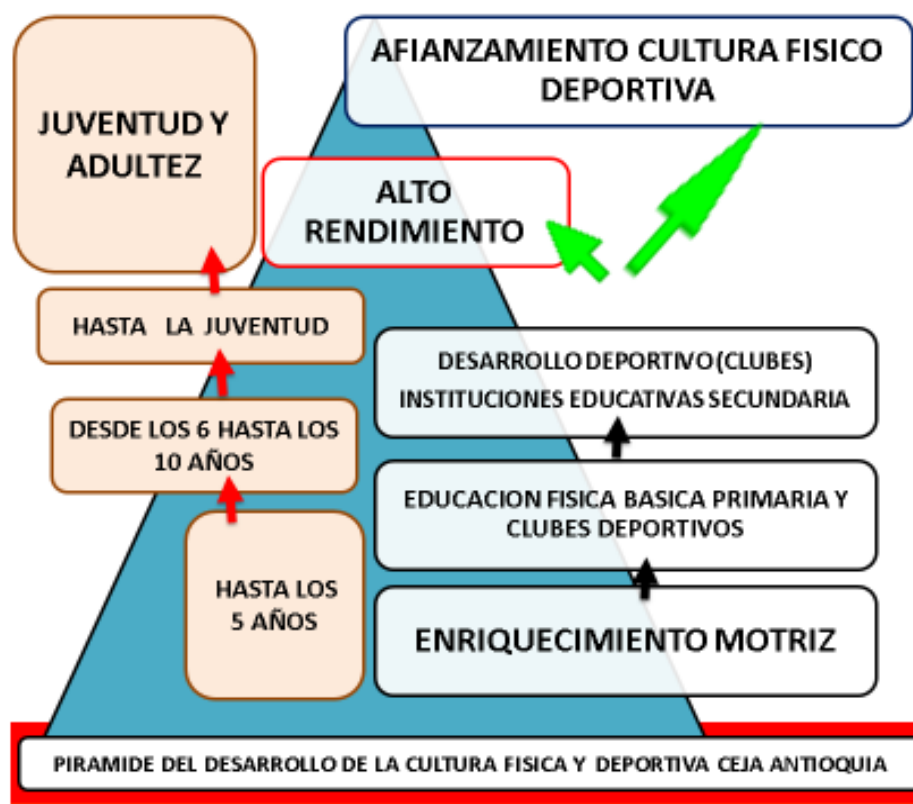 AFIANZAMIENTO CULTURA FISICO
DEPORTIVA
JUVENTUD Y
ADULTEZ
ALTO
RENDIMIENTO
HASTA LA JUVENTUD
DESARROLLO DEPORTIVO (CLUBES)
INSTITUCIONES EDUCATIVAS SECUNDARIA
DESDE LOS 6 HASTA LOS
10 AÑOS
EDUCACION FISICA BASICA PRIMARIA Y
CLUBES DEPORTIVOS
HASTA LOS
5 AÑOS
ENRIQUECIMIENTO MOTRIZ
PIRAMIDE DEL DESARROLLO DE LA CULTURA FISICA Y DEPORTIVA CEJA ANTIOQUIA